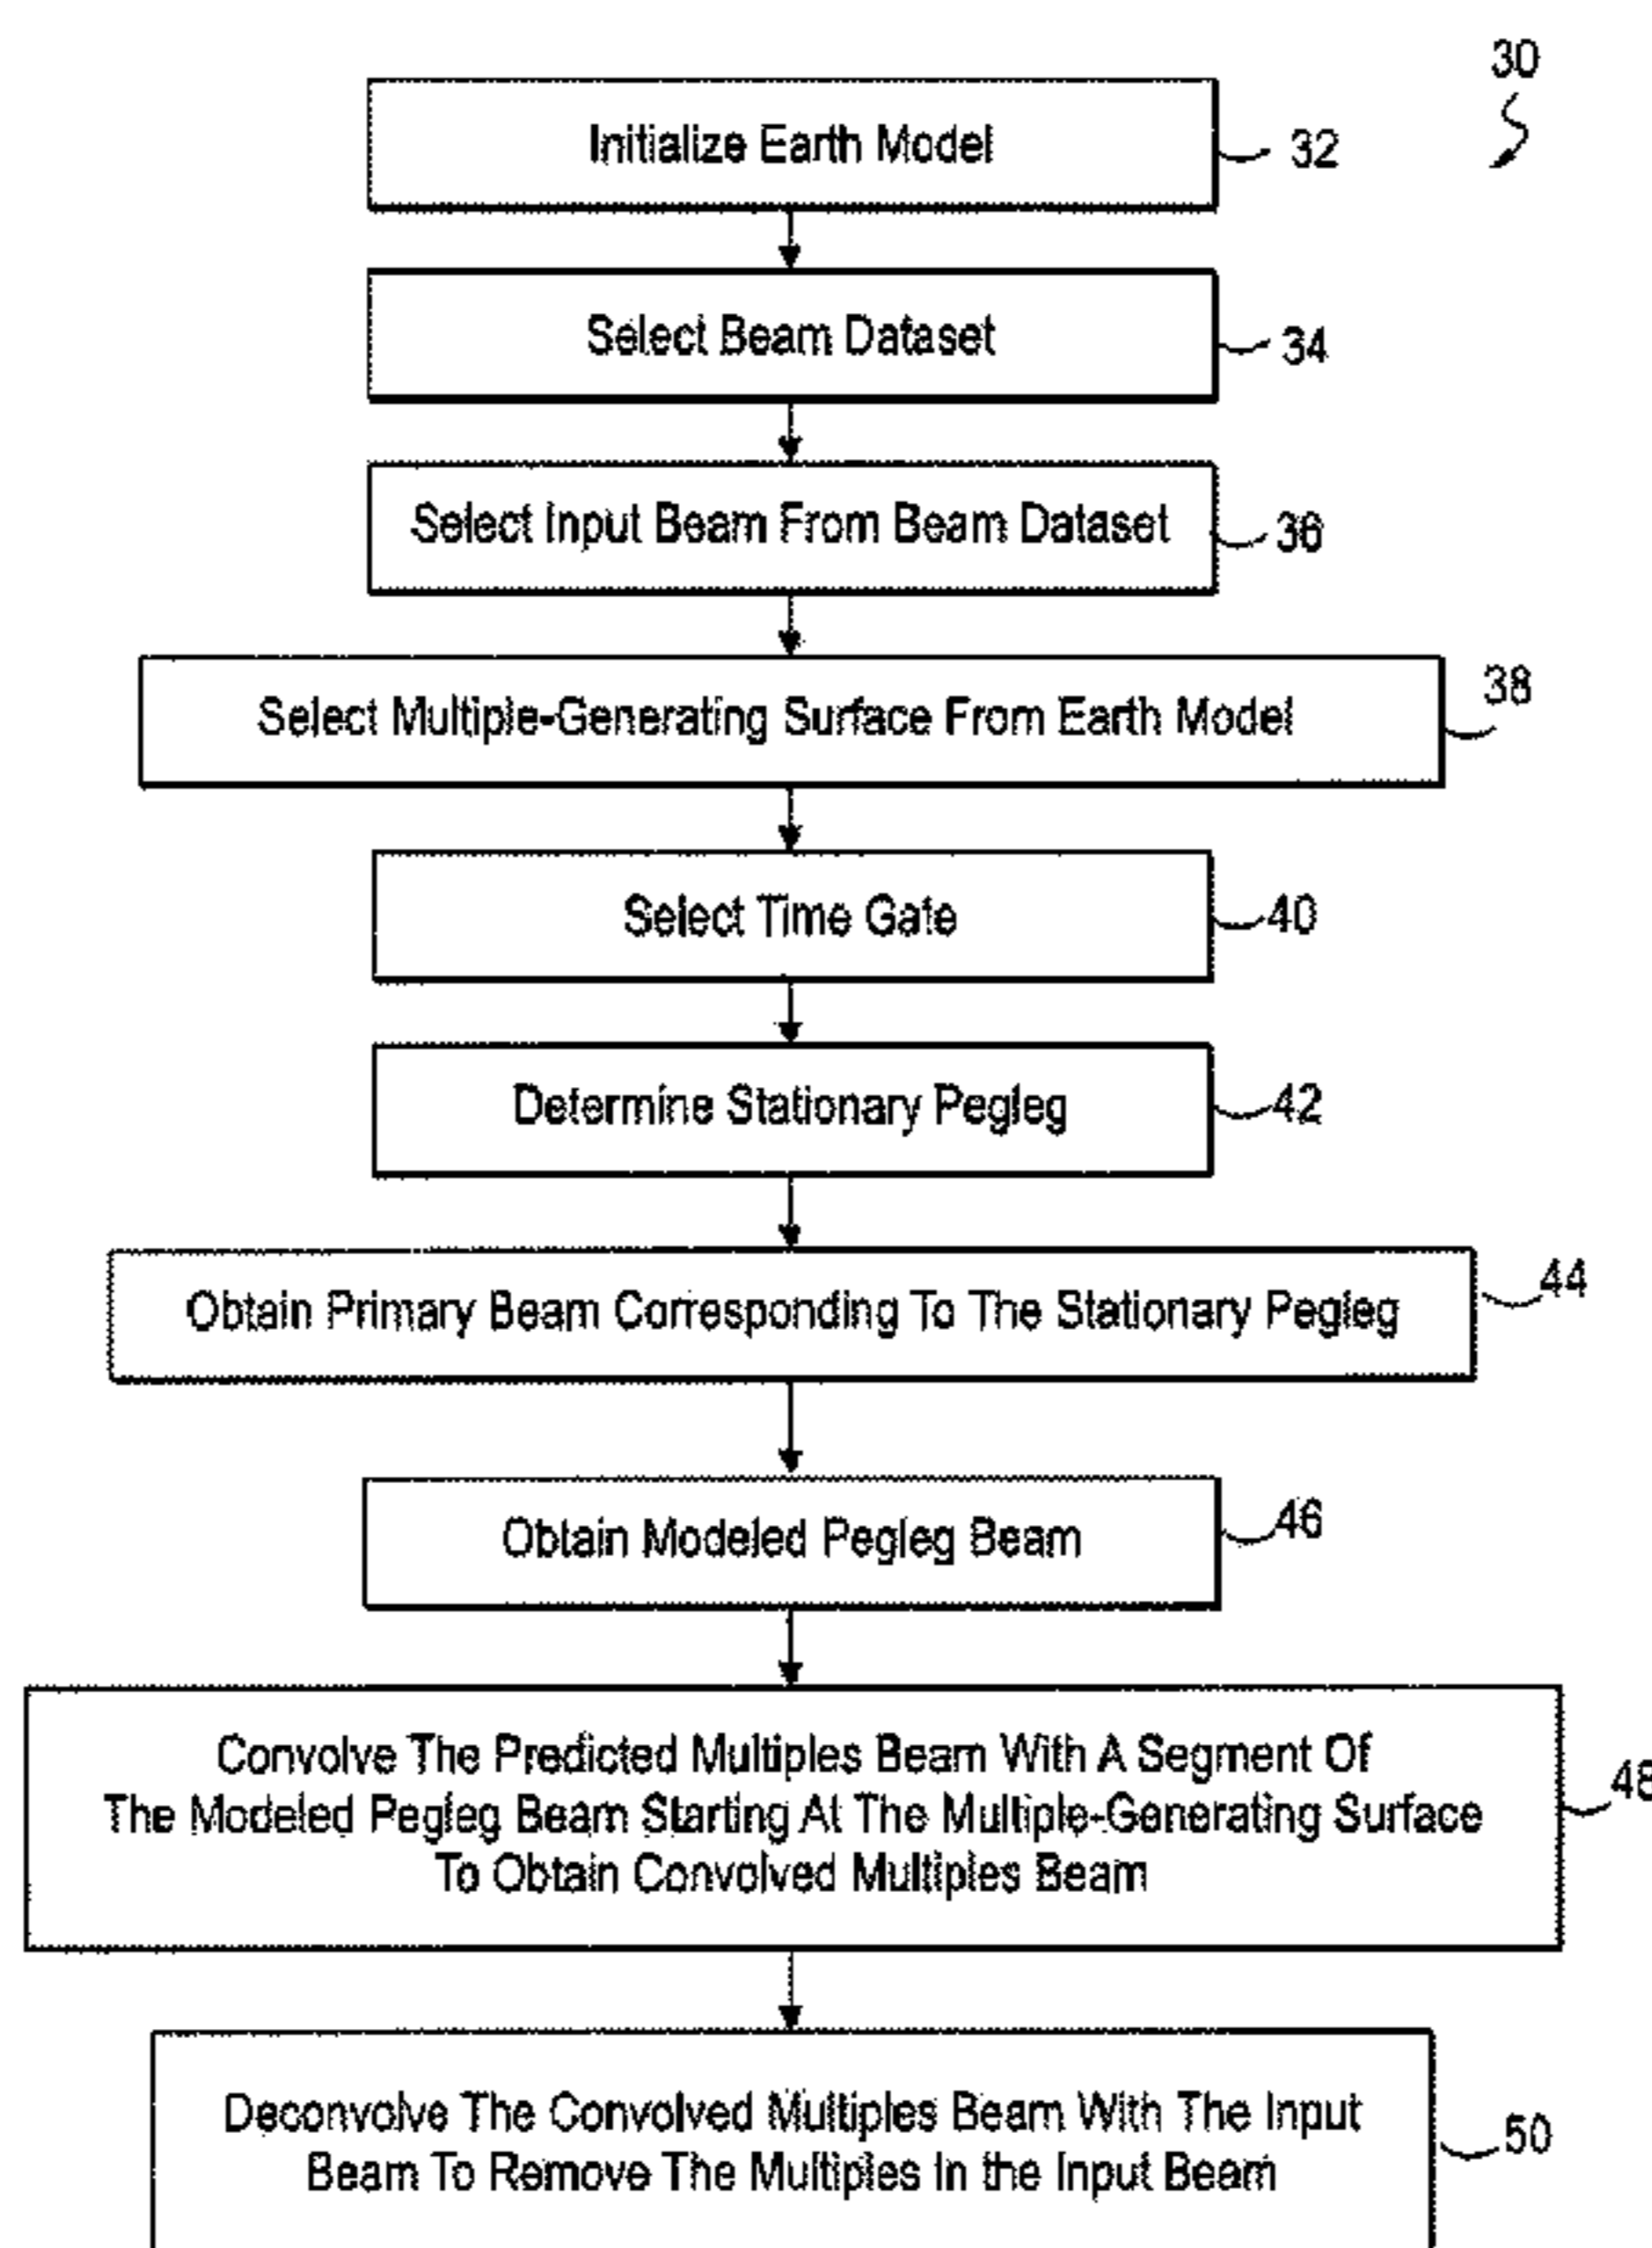 30
Initialize Earth Model
32
Select Beam Dataset
34
Select Input Beam From Beam Dataset
36
Select Multiple-Generating Surface From Earth Model
38
Select Time Gate
40
Determine Stationary Pegleg
42
Obtain Primary Beam Corresponding To The Stationary Pegleg
44
Obtain Modeled Pegleg Beam
46
Convolve The Predicted Multiples Beam With A Segment Of
The Modeled Pegleg Beam Starting At The Multiple-Generating Surface
To Obtain Convolved Multiples Beam
48
Deconvolve The Convolved Multiples Beam With The Input
Beam To Remove The Multiples in the Input Beam
50